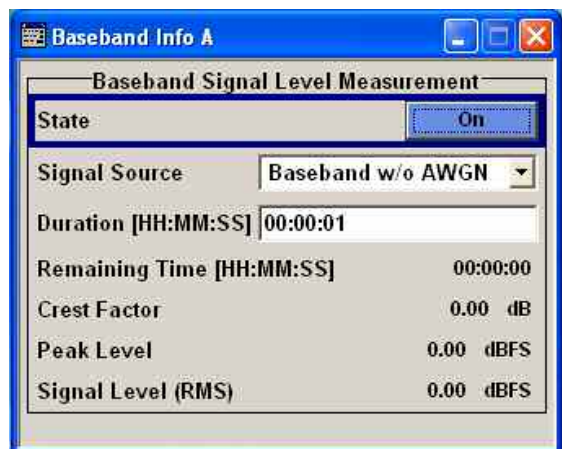 Baseband Info A
Baseband Signal Level Measurement
State On
Signal Source Baseband w/o AWGN
Duration [HH:MM:SS] 00:00:01
Remaining Time [HH:MM:SS] 00:00:00
Crest Factor 0.00 dB
Peak Level 0.00 dBFS
Signal Level (RMS) 0.00 dBFS